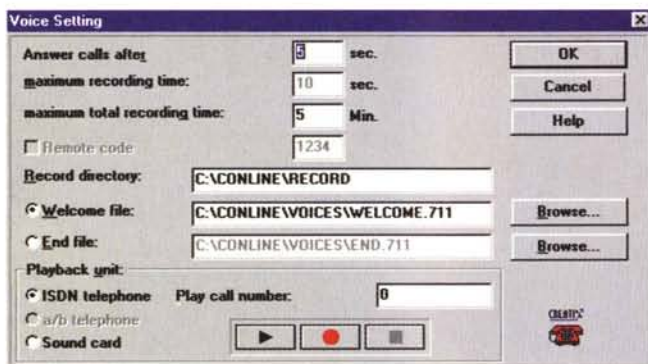 Voice Setting
Answer calls after 5 sec. OK
maximum recording time: 10 sec. Cancel
maximum total recording time: 5 Min. Help
Remote code 1234
Record directory: C:\CONLINE\RECORD
Welcome file: C:\CONLINE\VOICES\WELCOME.711 Browse...
End file: C:\CONLINE\VOICES\END.711 Browse...
Playback unit:
ISDN telephone Play call number: 0
a/b telephone
Sound card